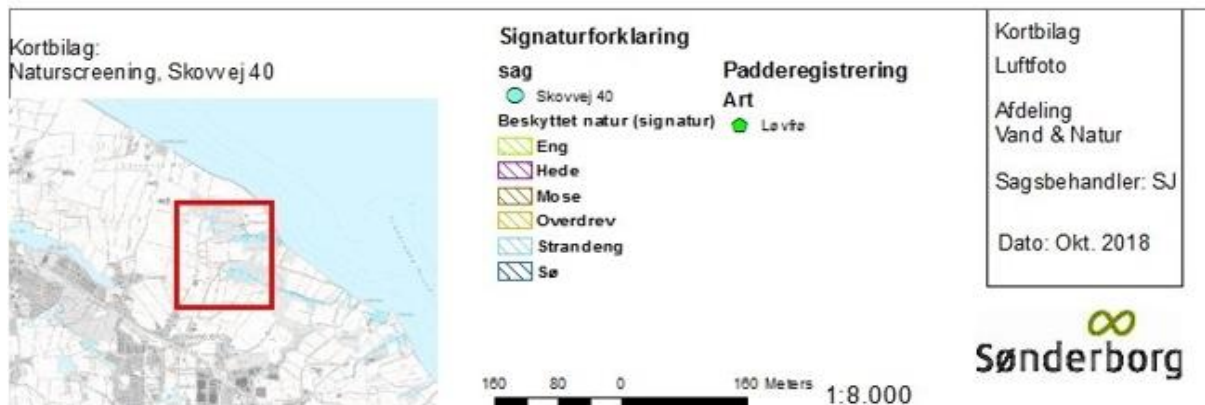 Kortbilag:
Naturscreening, Skovvej 40
Signaturforklaring
sag
Skovvej 40
Beskyttet natur (signatur)
Eng
Hede
Mose
Overdrev
Strandeng
Sø
Padderegistrering
Art
Løvfrø
160 80 0 160 Meters
1:8.000
Kortbilag
Luftfoto
Afdeling
Vand & Natur
Sagsbehandler: SJ
Dato: Okt. 2018
Sønderborg